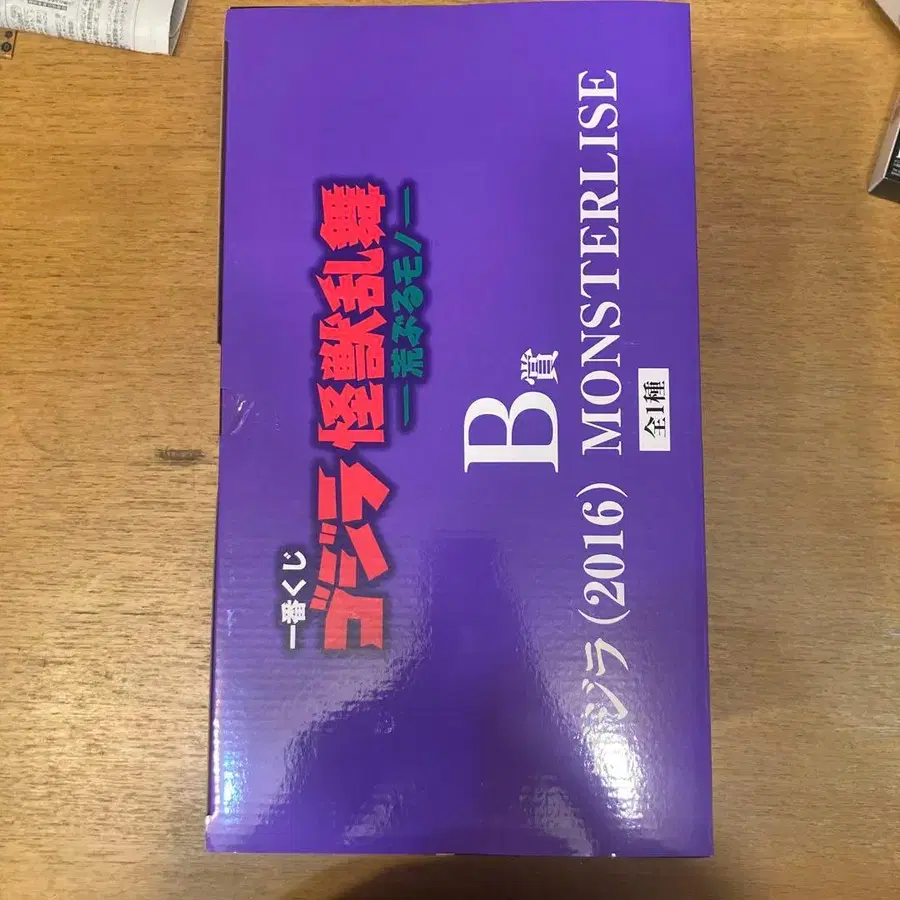 一番くじ
ゴジラ 怪獣乱舞
―荒ぶるモノ―
B賞
ジラ(2016) MONSTERLISE
全1種